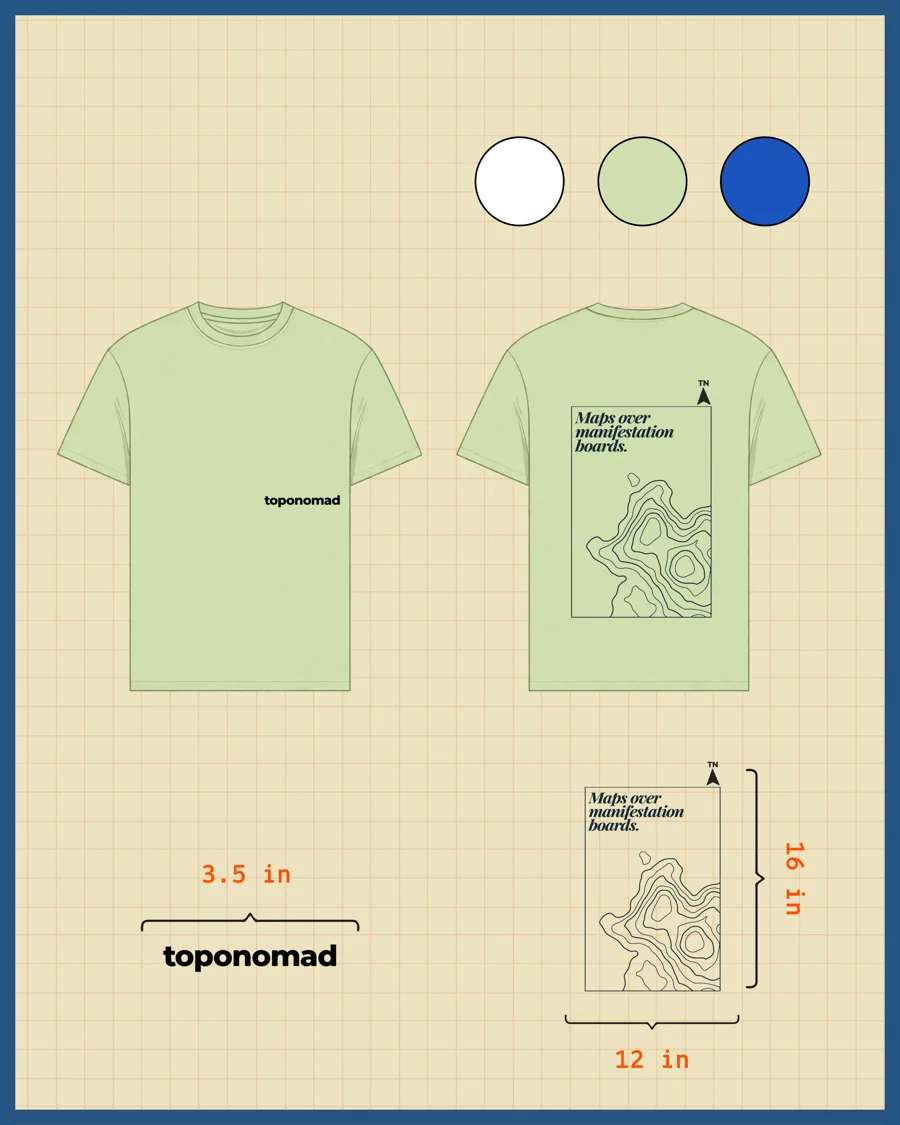 toponomad
TN
Maps over
manifestation
boards.
3.5 in
toponomad
TN
Maps over
manifestation
boards.
16 in
12 in